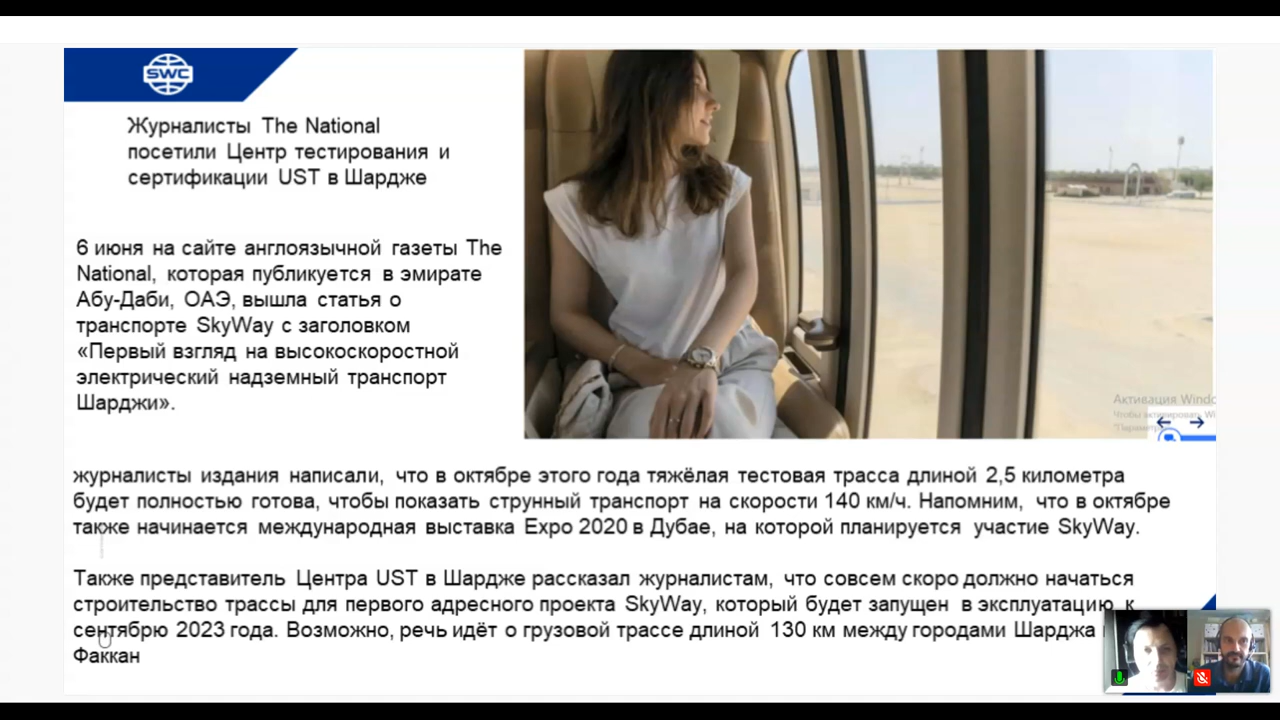 SWC
Журналисты The National
посетили Центр тестирования и
сертификации UST в Шардже
6 июня на сайте англоязычной газеты The
National, которая публикуется в эмирате
Абу-Даби, ОАЭ, вышла статья о
транспорте SkyWay с заголовком
«Первый взгляд на высокоскоростной
электрический надземный транспорт
Шарджи».
Активация Windo
Чтобы активировать Wi
"Параметр
журналисты издания написали, что в октябре этого года тяжёлая тестовая трасса длиной 2,5 километра
будет полностью готова, чтобы показать струнный транспорт на скорости 140 км/ч. Напомним, что в октябре
также начинается международная выставка Expo 2020 в Дубае, на которой планируется участие SkyWay.
Также представитель Центра UST в Шардже рассказал журналистам, что совсем скоро должно начаться
строительство трассы для первого адресного проекта SkyWay, который будет запущен в эксплуатацию к
сентябрю 2023 года. Возможно, речь идёт о грузовой трассе длиной 130 км между городами Шарджа
Факкан